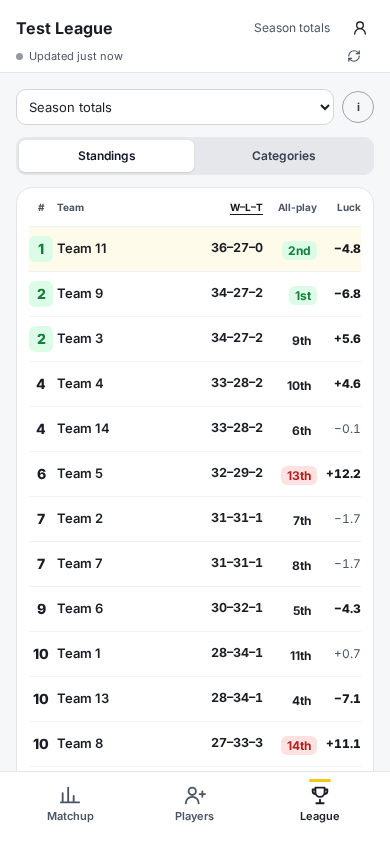 Test League
Season totals
Updated just now
Season totals
i
Standings Categories
# Team W–L–T All-play Luck
1 Team 11 36–27–0 2nd −4.8
2 Team 9 34–27–2 1st −6.8
2 Team 3 34–27–2 9th +5.6
4 Team 4 33–28–2 10th +4.6
4 Team 14 33–28–2 6th −0.1
6 Team 5 32–29–2 13th +12.2
7 Team 2 31–31–1 7th −1.7
7 Team 7 31–31–1 8th −1.7
9 Team 6 30–32–1 5th −4.3
10 Team 1 28–34–1 11th +0.7
10 Team 13 28–34–1 4th −7.1
10 Team 8 27–33–3 14th +11.1
Matchup Players League